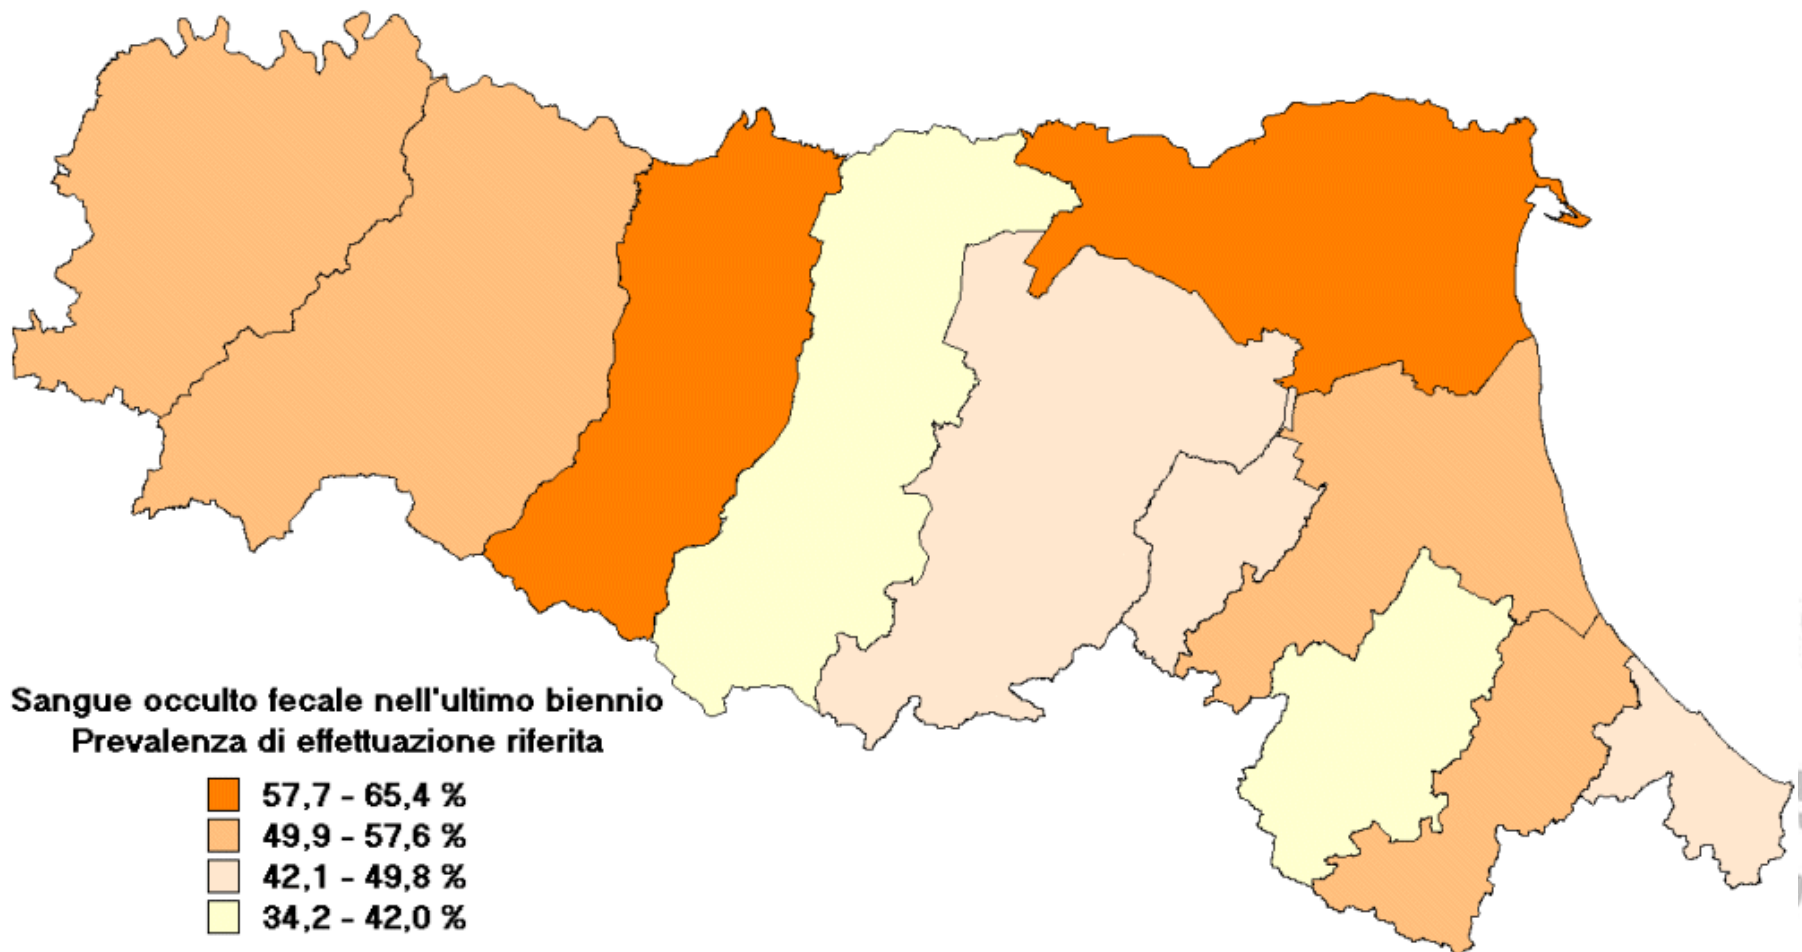 Sangue occulto fecale nell'ultimo biennio
Prevalenza di effettuazione riferita
57,7 - 65,4 %
49,9 - 57,6 %
42,1 - 49,8 %
34,2 - 42,0 %